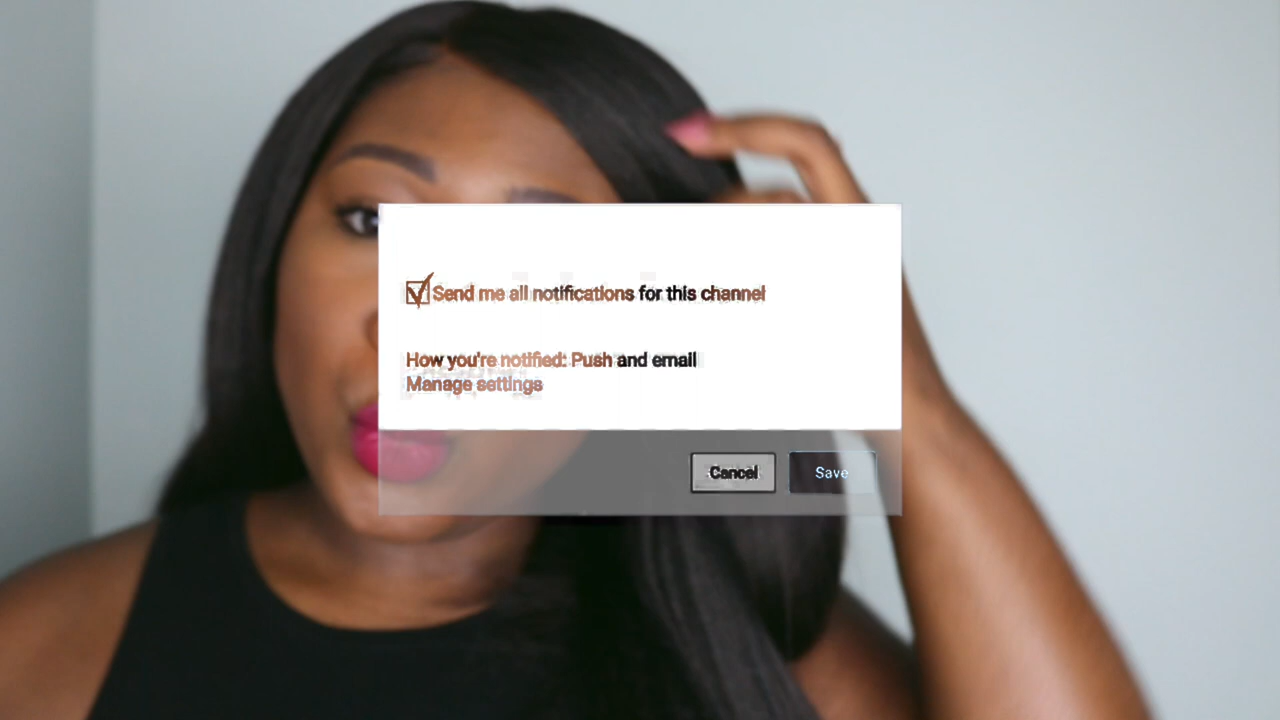 Send me all notifications for this channel
How you're notified: Push and email
Manage settings
Cancel
Save